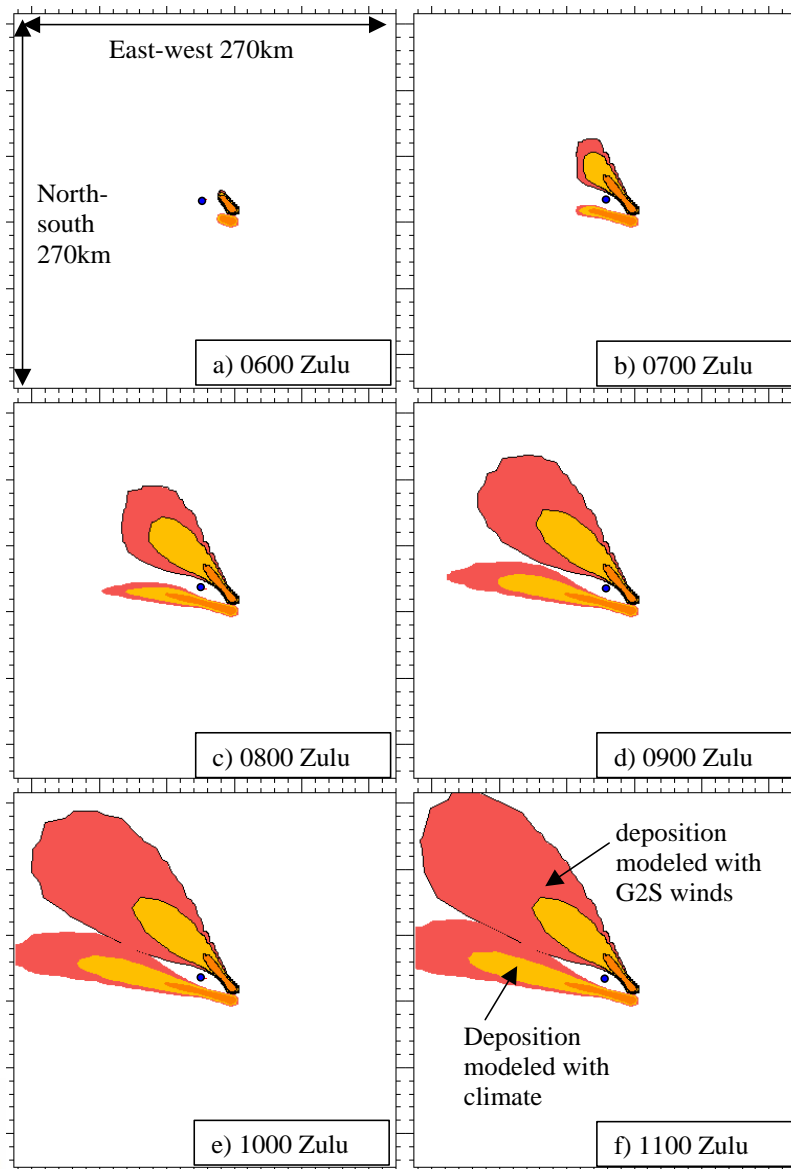 East-west 270km
North-
south
270km
a) 0600 Zulu
b) 0700 Zulu
c) 0800 Zulu
d) 0900 Zulu
deposition
modeled with
G2S winds
Deposition
modeled with
climate
e) 1000 Zulu
f) 1100 Zulu